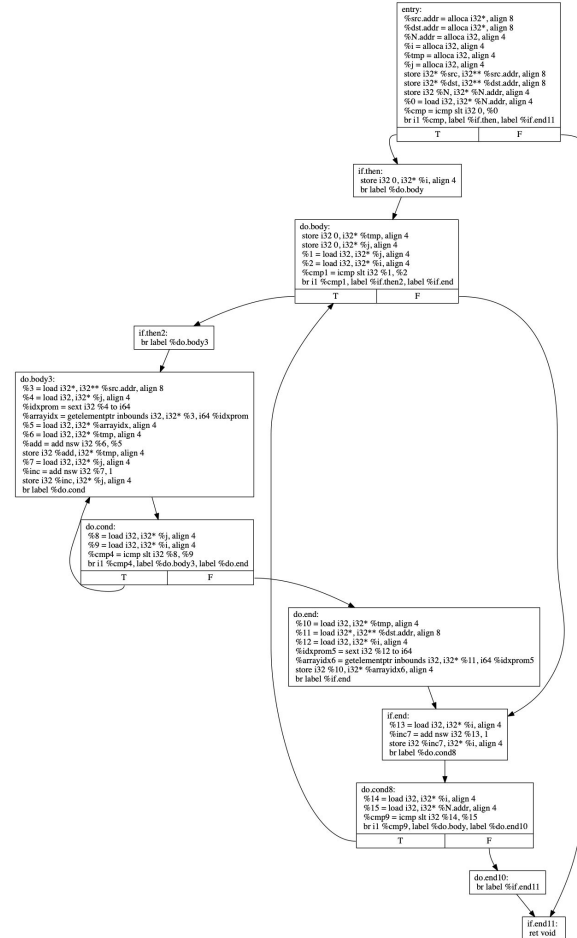 entry:
%src.addr = alloca i32*, align 8
%dst.addr = alloca i32*, align 8
%N.addr = alloca i32, align 4
%i = alloca i32, align 4
%tmp = alloca i32, align 4
%j = alloca i32, align 4
store i32* %src, i32** %src.addr, align 8
store i32* %dst, i32** %dst.addr, align 8
store i32 %N, i32* %N.addr, align 4
%0 = load i32, i32* %N.addr, align 4
%cmp = icmp slt i32 0, %0
br i1 %cmp, label %if.then, label %if.end11
T F
if.then:
store i32 0, i32* %i, align 4
br label %do.body
do.body:
store i32 0, i32* %tmp, align 4
store i32 0, i32* %j, align 4
%1 = load i32, i32* %j, align 4
%2 = load i32, i32* %i, align 4
%cmp1 = icmp slt i32 %1, %2
br i1 %cmp1, label %if.then2, label %if.end
T F
if.then2:
br label %do.body3
do.body3:
%3 = load i32*, i32** %src.addr, align 8
%4 = load i32, i32* %j, align 4
%idxprom = sext i32 %4 to i64
%arrayidx = getelementptr inbounds i32, i32* %3, i64 %idxprom
%5 = load i32, i32* %arrayidx, align 4
%6 = load i32, i32* %tmp, align 4
%add = add nsw i32 %6, %5
store i32 %add, i32* %tmp, align 4
%7 = load i32, i32* %j, align 4
%inc = add nsw i32 %7, 1
store i32 %inc, i32* %j, align 4
br label %do.cond
do.cond:
%8 = load i32, i32* %j, align 4
%9 = load i32, i32* %i, align 4
%cmp4 = icmp slt i32 %8, %9
br i1 %cmp4, label %do.body3, label %do.end
T F
do.end:
%10 = load i32, i32* %tmp, align 4
%11 = load i32*, i32** %dst.addr, align 8
%12 = load i32, i32* %i, align 4
%idxprom5 = sext i32 %12 to i64
%arrayidx6 = getelementptr inbounds i32, i32* %11, i64 %idxprom5
store i32 %10, i32* %arrayidx6, align 4
br label %if.end
if.end:
%13 = load i32, i32* %i, align 4
%inc7 = add nsw i32 %13, 1
store i32 %inc7, i32* %i, align 4
br label %do.cond8
do.cond8:
%14 = load i32, i32* %i, align 4
%15 = load i32, i32* %N.addr, align 4
%cmp9 = icmp slt i32 %14, %15
br i1 %cmp9, label %do.body, label %do.end10
T F
do.end10:
br label %if.end11
if.end11:
ret void